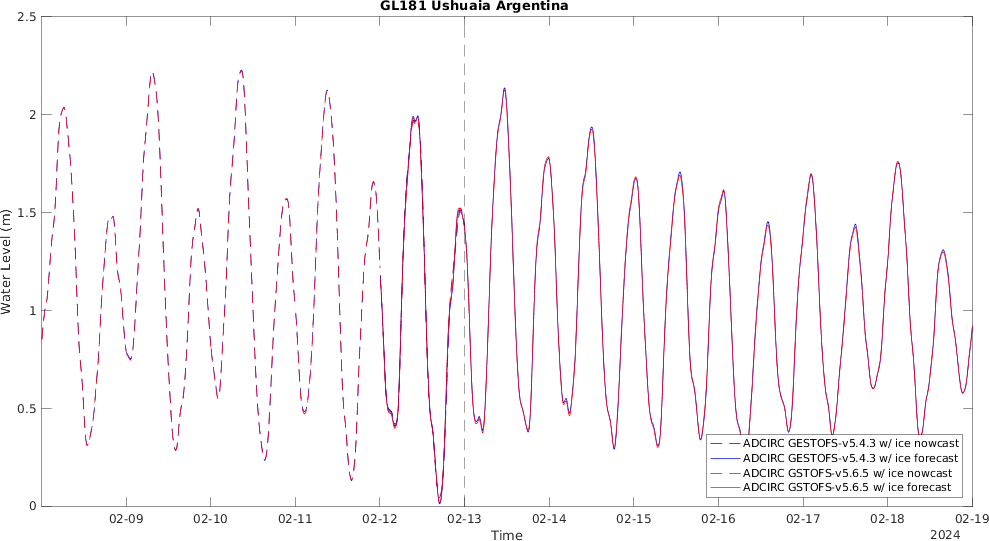 GL181 Ushuaia Argentina
2.5
2
1.5
1
0.5
0
Water Level (m)
02-09 02-10 02-11 02-12 02-13 02-14 02-15 02-16 02-17 02-18 02-19
Time
2024
ADCIRC GESTOFS-v5.4.3 w/ ice nowcast
ADCIRC GESTOFS-v5.4.3 w/ ice forecast
ADCIRC GSTOFS-v5.6.5 w/ ice nowcast
ADCIRC GSTOFS-v5.6.5 w/ ice forecast